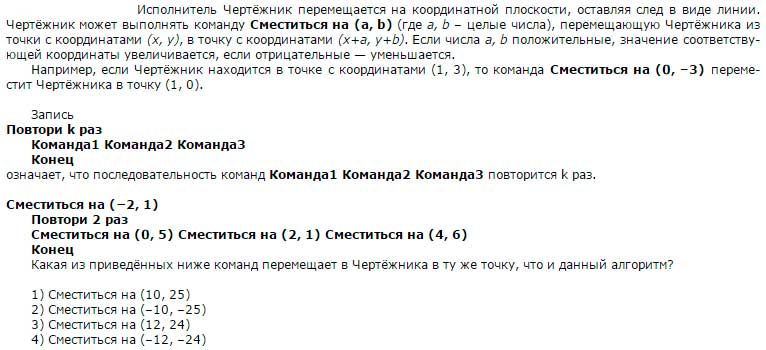 Исполнитель Чертёжник перемещается на координатной плоскости, оставляя след в виде линии.
Чертёжник может выполнять команду Сместиться на (a, b) (где a, b – целые числа), перемещающую Чертёжника из
точки с координатами (x, y), в точку с координатами (x+a, y+b). Если числа a, b положительные, значение соответству-
ющей координаты увеличивается, если отрицательные — уменьшается.
Например, если Чертёжник находится в точке с координатами (1, 3), то команда Сместиться на (0, −3) переме-
стит Чертёжника в точку (1, 0).
Запись
Повтори k раз
Команда1 Команда2 Команда3
Конец
означает, что последовательность команд Команда1 Команда2 Команда3 повторится k раз.
Сместиться на (−2, 1)
Повтори 2 раз
Сместиться на (0, 5) Сместиться на (2, 1) Сместиться на (4, 6)
Конец
Какая из приведённых ниже команд перемещает в Чертёжника в ту же точку, что и данный алгоритм?
1) Сместиться на (10, 25)
2) Сместиться на (–10, –25)
3) Сместиться на (12, 24)
4) Сместиться на (–12, –24)